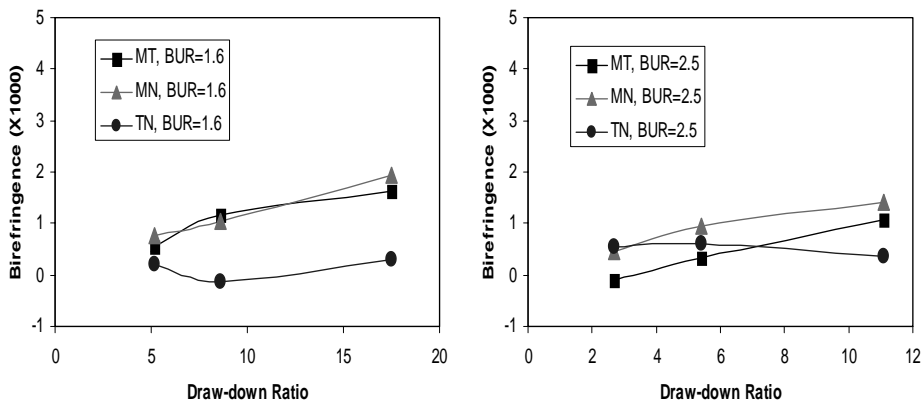 5
4
3
2
1
0
-1
Birefringence (X1000)
MT, BUR=1.6
MN, BUR=1.6
TN, BUR=1.6
0 5 10 15 20
Draw-down Ratio
5
4
3
2
1
0
-1
Birefringence (X1000)
MT, BUR=2.5
MN, BUR=2.5
TN, BUR=2.5
0 2 4 6 8 10 12
Draw-down Ratio